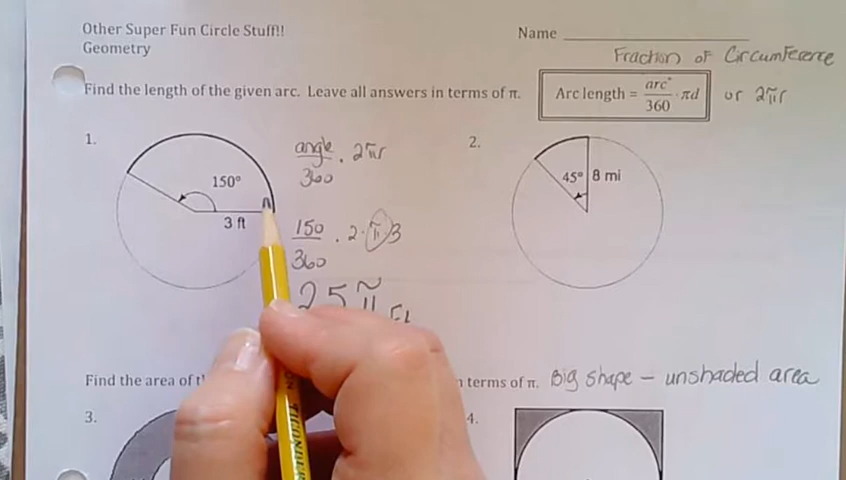 Other Super Fun Circle Stuff!!
Geometry
Name
Fraction of Circumference
Find the length of the given arc. Leave all answers in terms of π.
Arc length = arc°/360 · πd
or 2πr
1.
150°
3 ft
angle/360 · 2πr
150/360 · 2·π·3
2.
45°
8 mi
Find the area of
terms of π.
Big shape – unshaded area
3.
4.